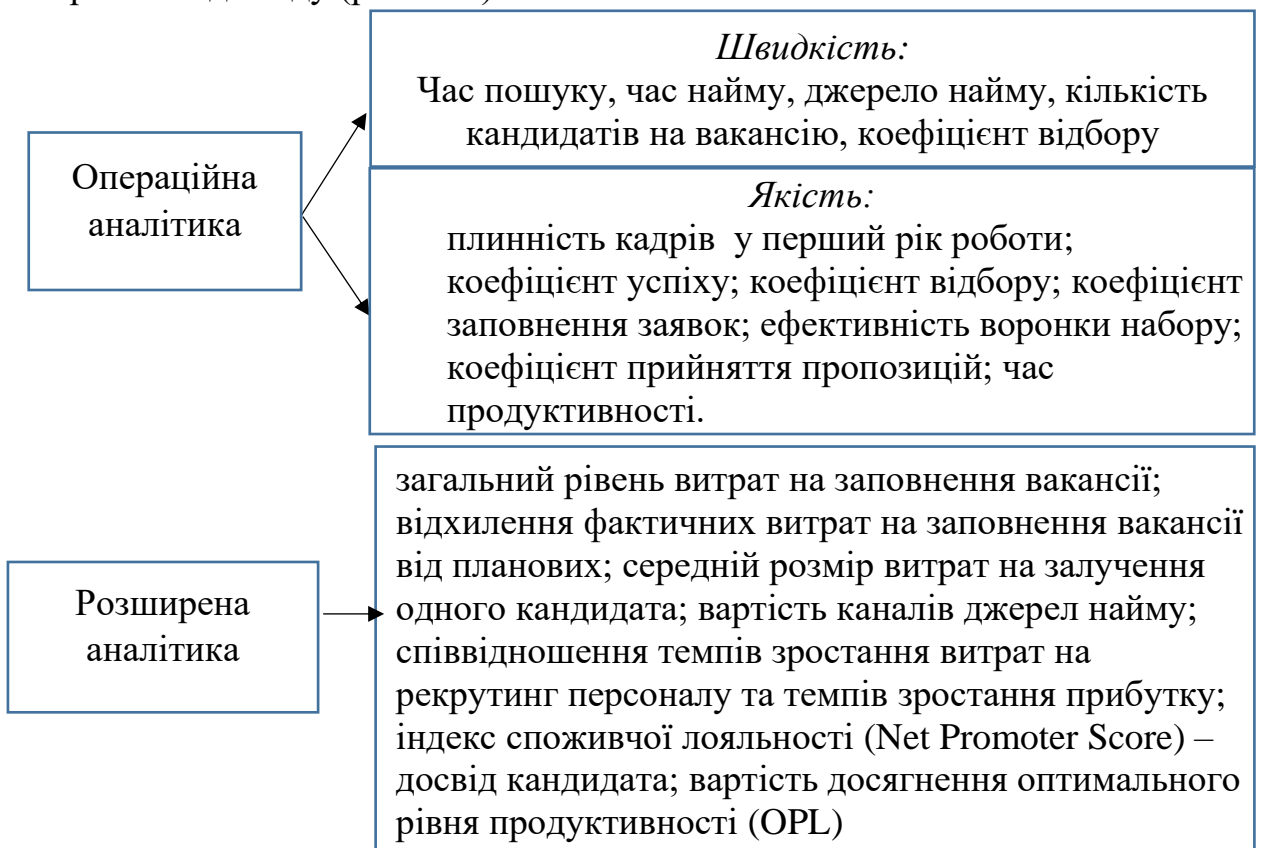 Швидкість:
Час пошуку, час найму, джерело найму, кількість
кандидатів на вакансію, коефіцієнт відбору
Операційна
аналітика
Якість:
плинність кадрів у перший рік роботи;
коефіцієнт успіху; коефіцієнт відбору; коефіцієнт
заповнення заявок; ефективність воронки набору;
коефіцієнт прийняття пропозицій; час
продуктивності.
Розширена
аналітика
загальний рівень витрат на заповнення вакансії;
відхилення фактичних витрат на заповнення вакансії
від планових; середній розмір витрат на залучення
одного кандидата; вартість каналів джерел найму;
співвідношення темпів зростання витрат на
рекрутинг персоналу та темпів зростання прибутку;
індекс споживчої лояльності (Net Promoter Score) –
досвід кандидата; вартість досягнення оптимального
рівня продуктивності (OPL)